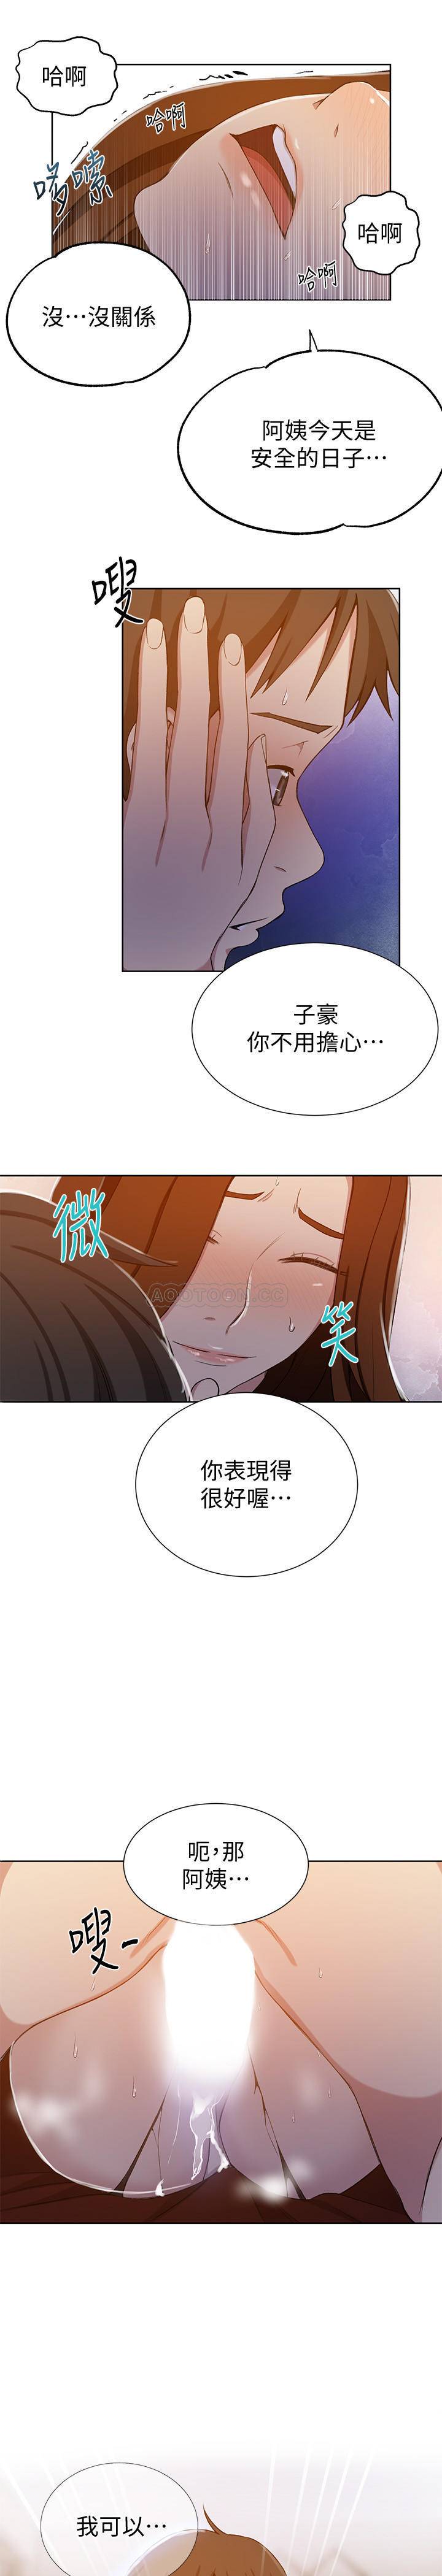 哈啊
哈啊
哆嗦
哈啊
哈啊
沒⋯沒關係
阿姨今天是
安全的日子⋯
嗖
子豪
你不用擔心⋯
微
AOOTOON.CC
笑
你表現得
很好喔⋯
呃,那
阿姨⋯
嗖-
我可以⋯